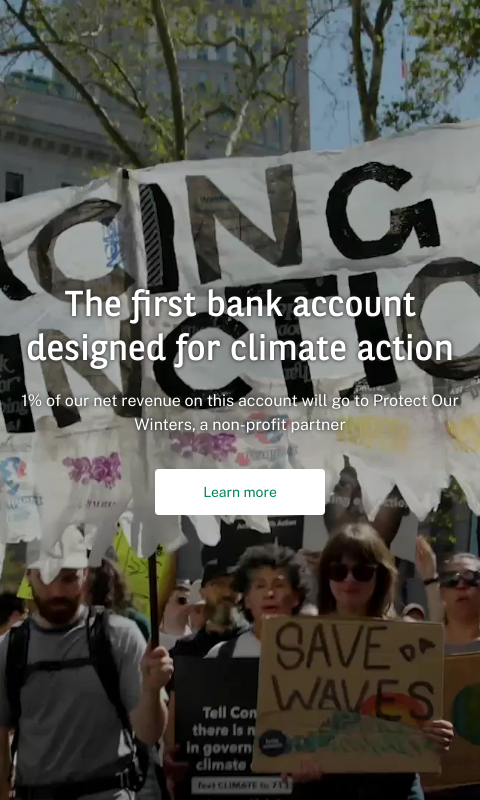 CING
NCTIO
The first bank account
designed for climate action
1% of our net revenue on this account will go to Protect Our
Winters, a non-profit partner
Learn more
SAVE DA
WAVES
Tell Con
there is n
in govern
climate
Text CLIMATE to 713